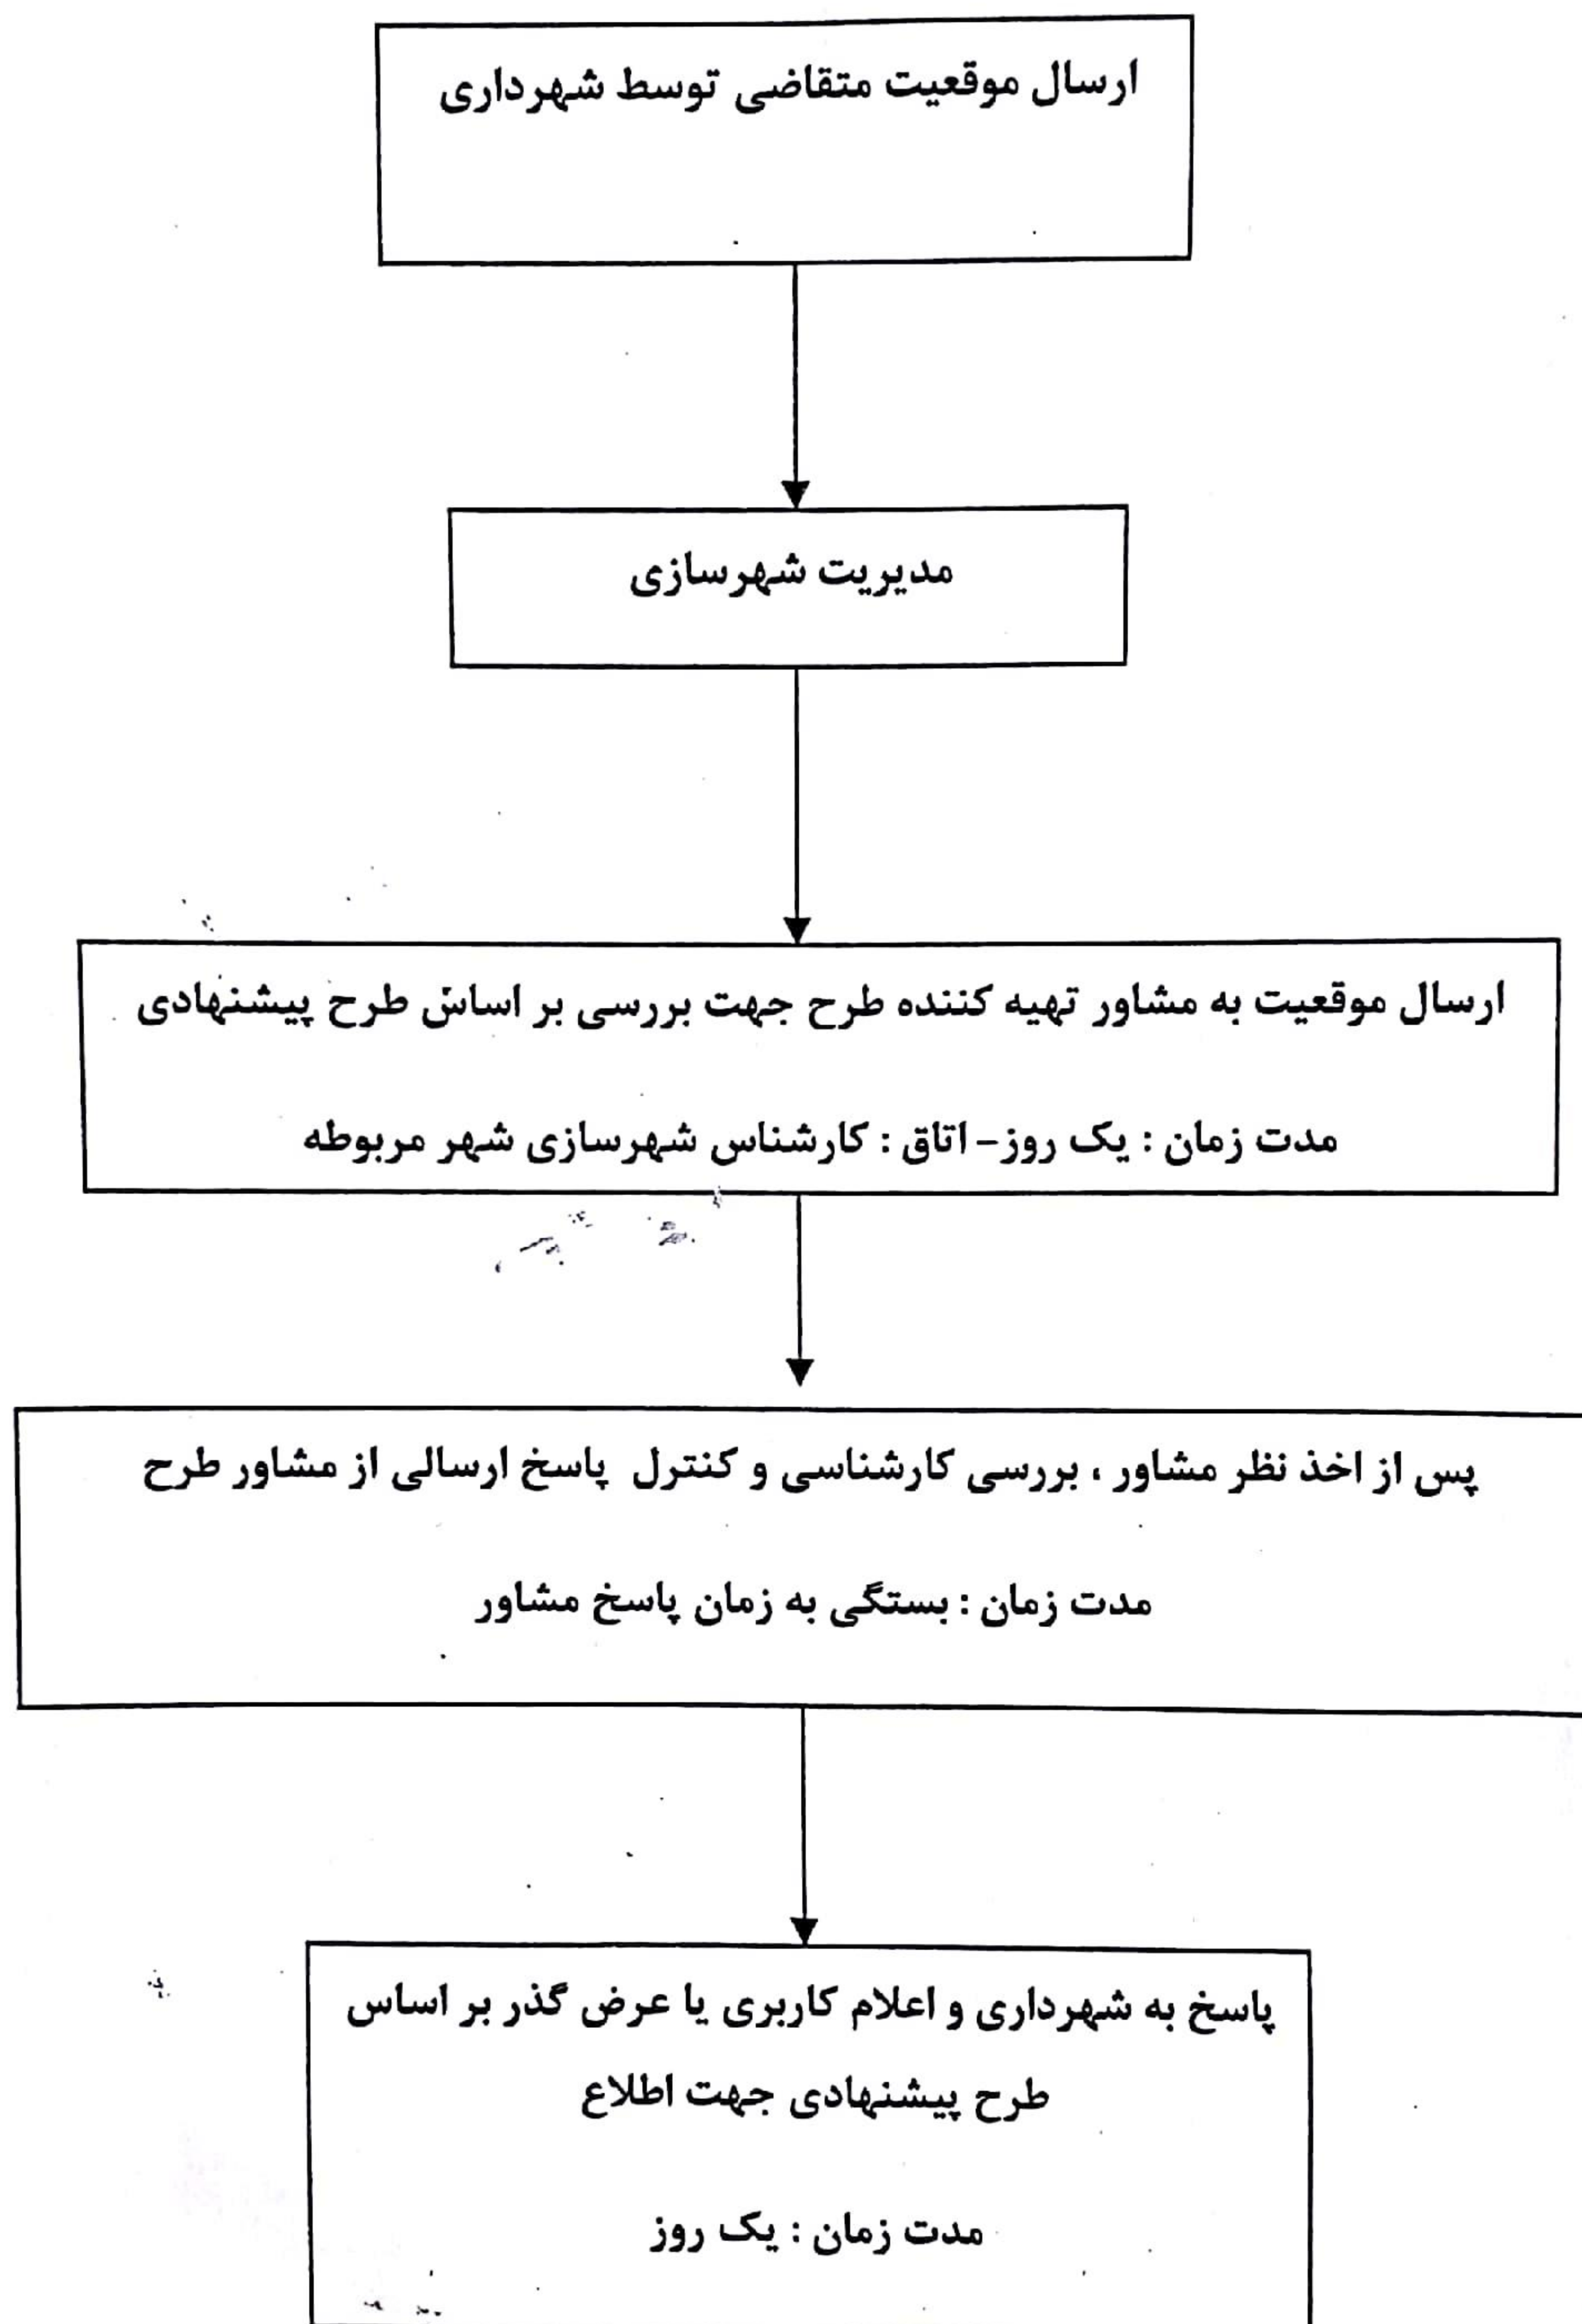 ارسال موقعیت متقاضی توسط شهرداری
مدیریت شهرسازی
ارسال موقعیت به مشاور تهیه کننده طرح جهت بررسی بر اساس طرح پیشنهادی
مدت زمان : یک روز – اتاق : کارشناس شهرسازی شهر مربوطه
پس از اخذ نظر مشاور ، بررسی کارشناسی و کنترل پاسخ ارسالی از مشاور طرح
مدت زمان : بستگی به زمان پاسخ مشاور
پاسخ به شهرداری و اعلام کاربری یا عرض گذر بر اساس
طرح پیشنهادی جهت اطلاع
مدت زمان : یک روز